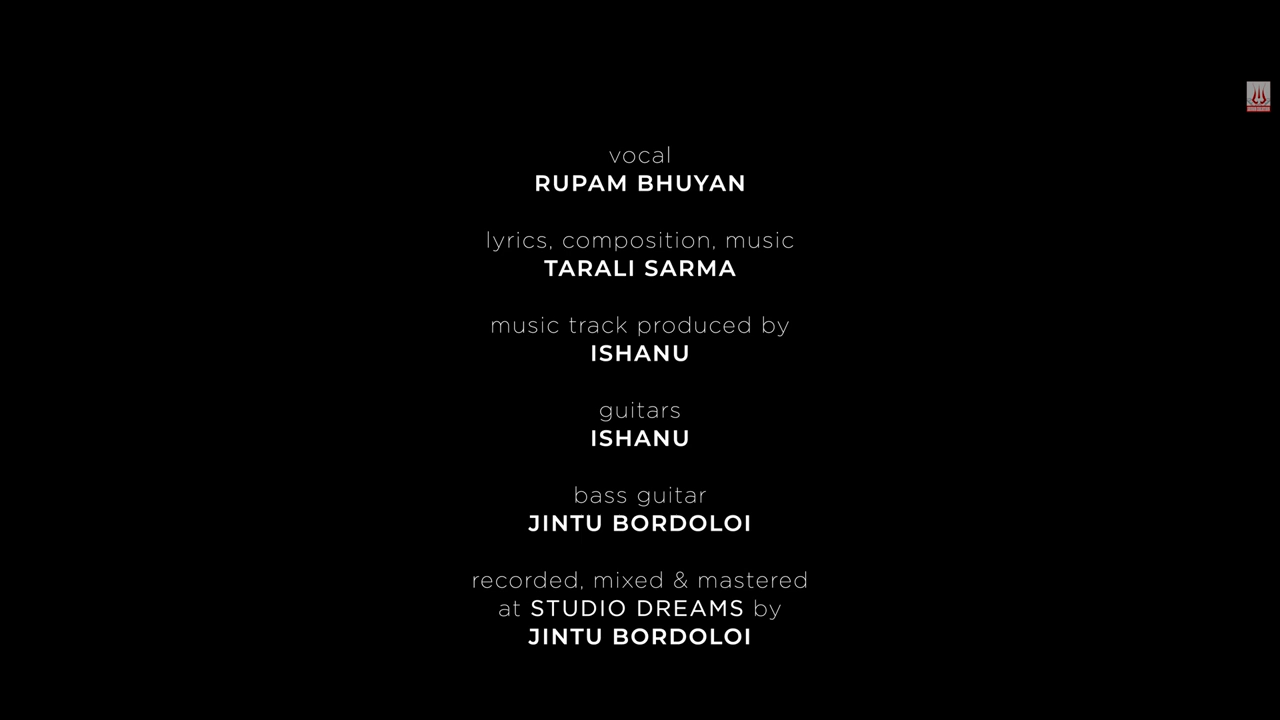 vocal
RUPAM BHUYAN
lyrics, composition, music
TARALI SARMA
music track produced by
ISHANU
guitars
ISHANU
bass guitar
JINTU BORDOLOI
recorded, mixed & mastered
at STUDIO DREAMS by
JINTU BORDOLOI